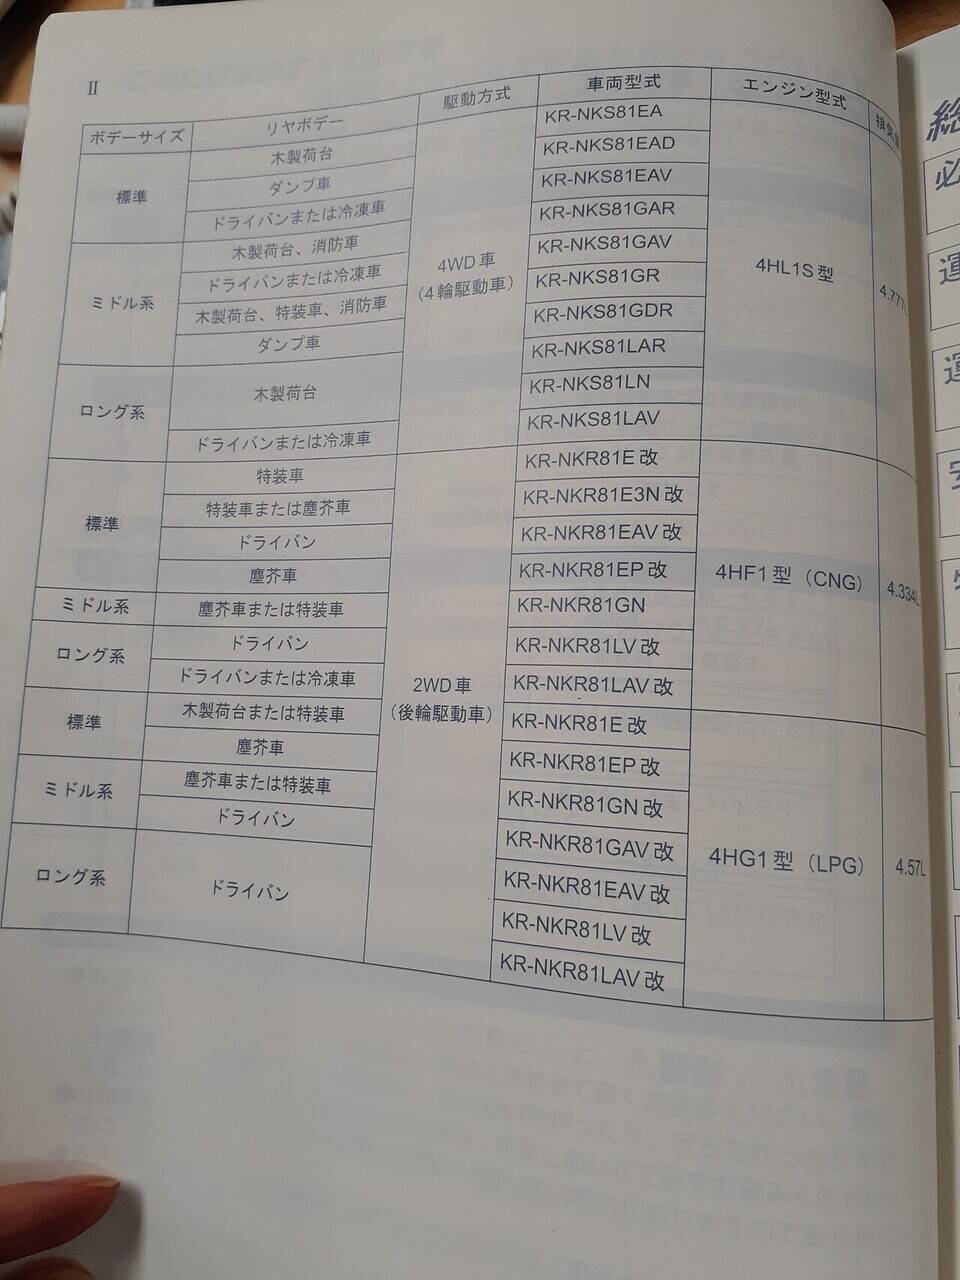 II
ボデーサイズ リヤボデー 駆動方式 車両型式 エンジン型式 排気
標準
木製荷台
ダンプ車
ドライバンまたは冷凍車
ミドル系
木製荷台、消防車
ドライバンまたは冷凍車
木製荷台、特装車、消防車
ダンプ車
ロング系
木製荷台
ドライバンまたは冷凍車
4WD車
(4輪駆動車)
KR-NKS81EA
KR-NKS81EAD
KR-NKS81EAV
KR-NKS81GAR
KR-NKS81GAV
KR-NKS81GR
KR-NKS81GDR
KR-NKS81LAR
KR-NKS81LN
KR-NKS81LAV
4HL1S型
4.777L
標準
特装車
特装車または塵芥車
ドライバン
塵芥車
ミドル系
塵芥車または特装車
ロング系
ドライバン
ドライバンまたは冷凍車
標準
木製荷台または特装車
塵芥車
ミドル系
塵芥車または特装車
ドライバン
ロング系
ドライバン
2WD車
(後輪駆動車)
KR-NKR81E改
KR-NKR81E3N改
KR-NKR81EAV改
KR-NKR81EP改
KR-NKR81GN
KR-NKR81LV改
KR-NKR81LAV改
4HF1型(CNG)
4.334L
KR-NKR81E改
KR-NKR81EP改
KR-NKR81GN改
KR-NKR81GAV改
KR-NKR81EAV改
KR-NKR81LV改
KR-NKR81LAV改
4HG1型(LPG)
4.57L
総
必
運
運
安